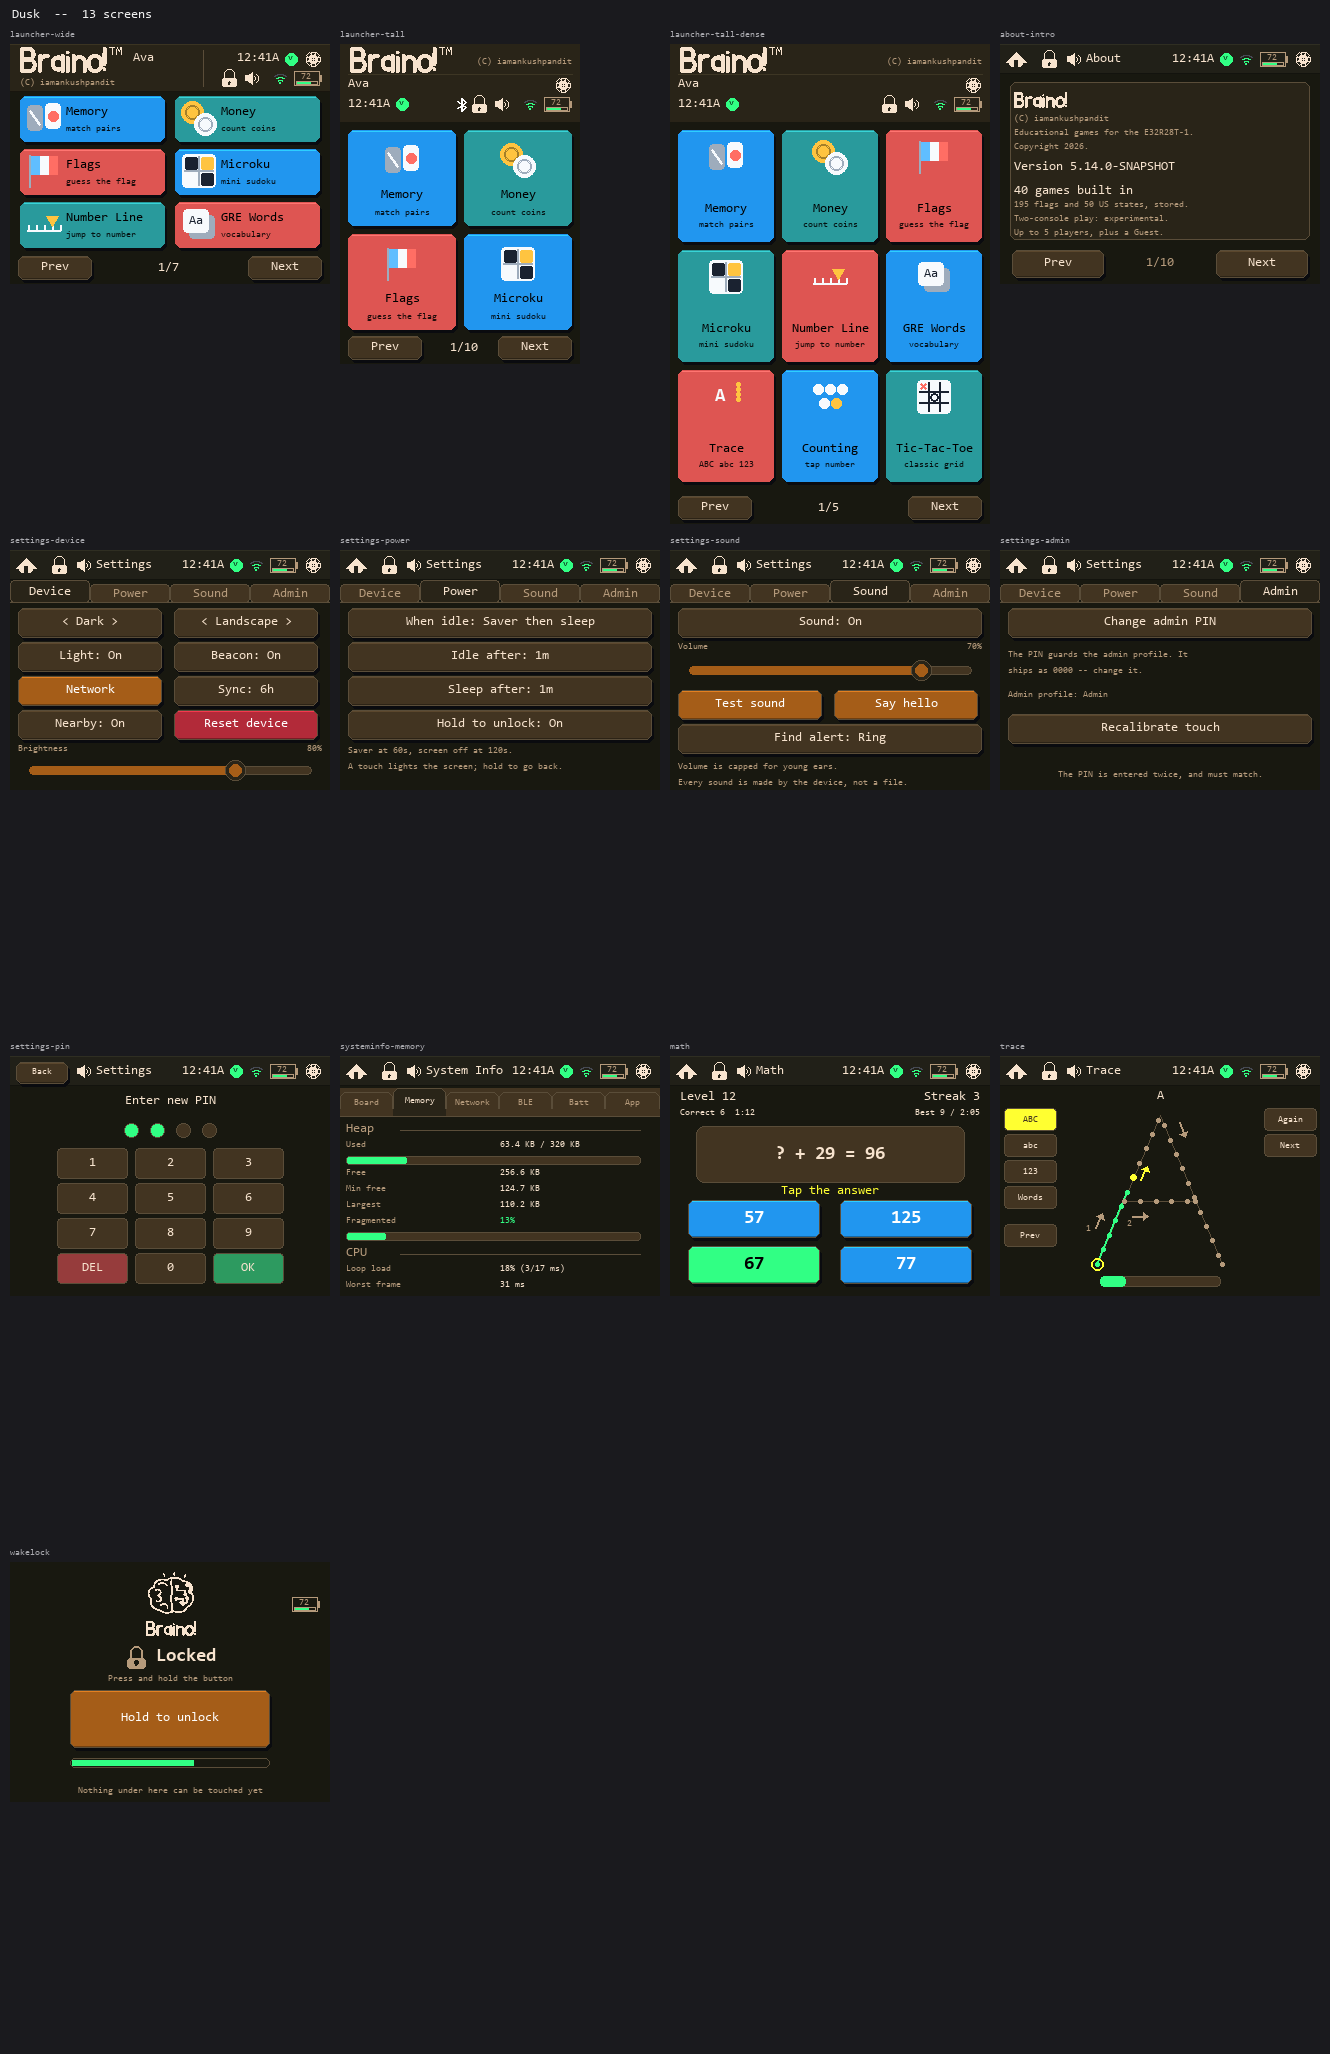 Dusk -- 13 screens
launcher-wide
Braino!™ Ava 12:41A V
(C) iamankushpandit 72
Memory
match pairs
Money
count coins
Flags
guess the flag
Microku
mini sudoku
Number Line
jump to number
Aa
GRE Words
vocabulary
Prev 1/7 Next
launcher-tall
Braino!™ (C) iamankushpandit
Ava
12:41A V 72
Memory
match pairs
Money
count coins
Flags
guess the flag
Microku
mini sudoku
Prev 1/10 Next
launcher-tall-dense
Braino!™ (C) iamankushpandit
Ava
12:41A V 72
Memory
match pairs
Money
count coins
Flags
guess the flag
Microku
mini sudoku
Number Line
jump to number
Aa
GRE Words
vocabulary
A
Trace
ABC abc 123
Counting
tap number
Tic-Tac-Toe
classic grid
Prev 1/5 Next
about-intro
About 12:41A V 72
Braino!
(C) iamankushpandit
Educational games for the E32R28T-1.
Copyright 2026.
Version 5.14.0-SNAPSHOT
40 games built in
195 flags and 50 US states, stored.
Two-console play: experimental.
Up to 5 players, plus a Guest.
Prev 1/10 Next
settings-device
Settings 12:41A V 72
Device Power Sound Admin
< Dark > < Landscape >
Light: On Beacon: On
Network Sync: 6h
Nearby: On Reset device
Brightness 80%
settings-power
Settings 12:41A V 72
Device Power Sound Admin
When idle: Saver then sleep
Idle after: 1m
Sleep after: 1m
Hold to unlock: On
Saver at 60s, screen off at 120s.
A touch lights the screen; hold to go back.
settings-sound
Settings 12:41A V 72
Device Power Sound Admin
Sound: On
Volume 70%
Test sound Say hello
Find alert: Ring
Volume is capped for young ears.
Every sound is made by the device, not a file.
settings-admin
Settings 12:41A V 72
Device Power Sound Admin
Change admin PIN
The PIN guards the admin profile. It
ships as 0000 -- change it.
Admin profile: Admin
Recalibrate touch
The PIN is entered twice, and must match.
settings-pin
Back Settings 12:41A V 72
Enter new PIN
1 2 3
4 5 6
7 8 9
DEL 0 OK
systeminfo-memory
System Info 12:41A V 72
Board Memory Network BLE Batt App
Heap
Used 63.4 KB / 320 KB
Free 256.6 KB
Min free 124.7 KB
Largest 110.2 KB
Fragmented 13%
CPU
Loop load 18% (3/17 ms)
Worst frame 31 ms
math
Math 12:41A V 72
Level 12 Streak 3
Correct 6 1:12 Best 9 / 2:05
? + 29 = 96
Tap the answer
57 125
67 77
trace
Trace 12:41A V 72
A
ABC Again
abc Next
123
Words
Prev
1 2
wakelock
72
Braino!
Locked
Press and hold the button
Hold to unlock
Nothing under here can be touched yet